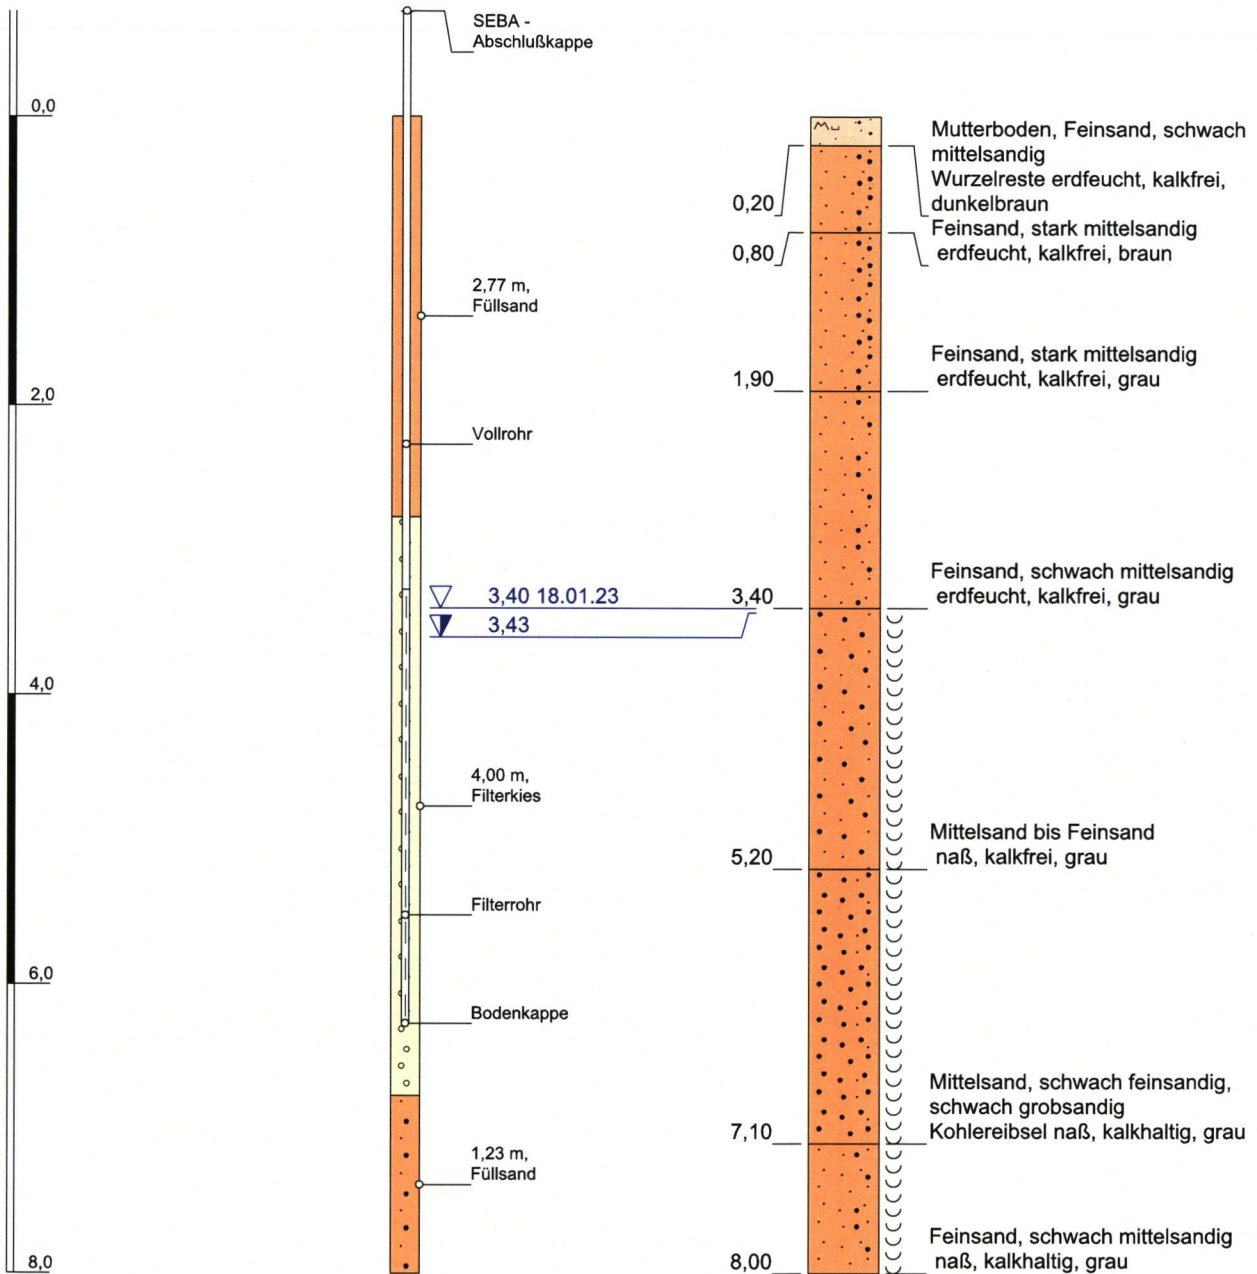 SEBA -
Abschlußkappe
0,0
2,0
4,0
6,0
8,0
2,77 m,
Füllsand
Vollrohr
3,40 18.01.23
3,43
4,00 m,
Filterkies
Filterrohr
Bodenkappe
1,23 m,
Füllsand
Mu
0,20
Mutterboden, Feinsand, schwach
mittelsandig
Wurzelreste erdfeucht, kalkfrei,
dunkelbraun
0,80
Feinsand, stark mittelsandig
erdfeucht, kalkfrei, braun
1,90
Feinsand, stark mittelsandig
erdfeucht, kalkfrei, grau
3,40
Feinsand, schwach mittelsandig
erdfeucht, kalkfrei, grau
5,20
Mittelsand bis Feinsand
naß, kalkfrei, grau
7,10
Mittelsand, schwach feinsandig,
schwach grobsandig
Kohlereibsel naß, kalkhaltig, grau
8,00
Feinsand, schwach mittelsandig
naß, kalkhaltig, grau